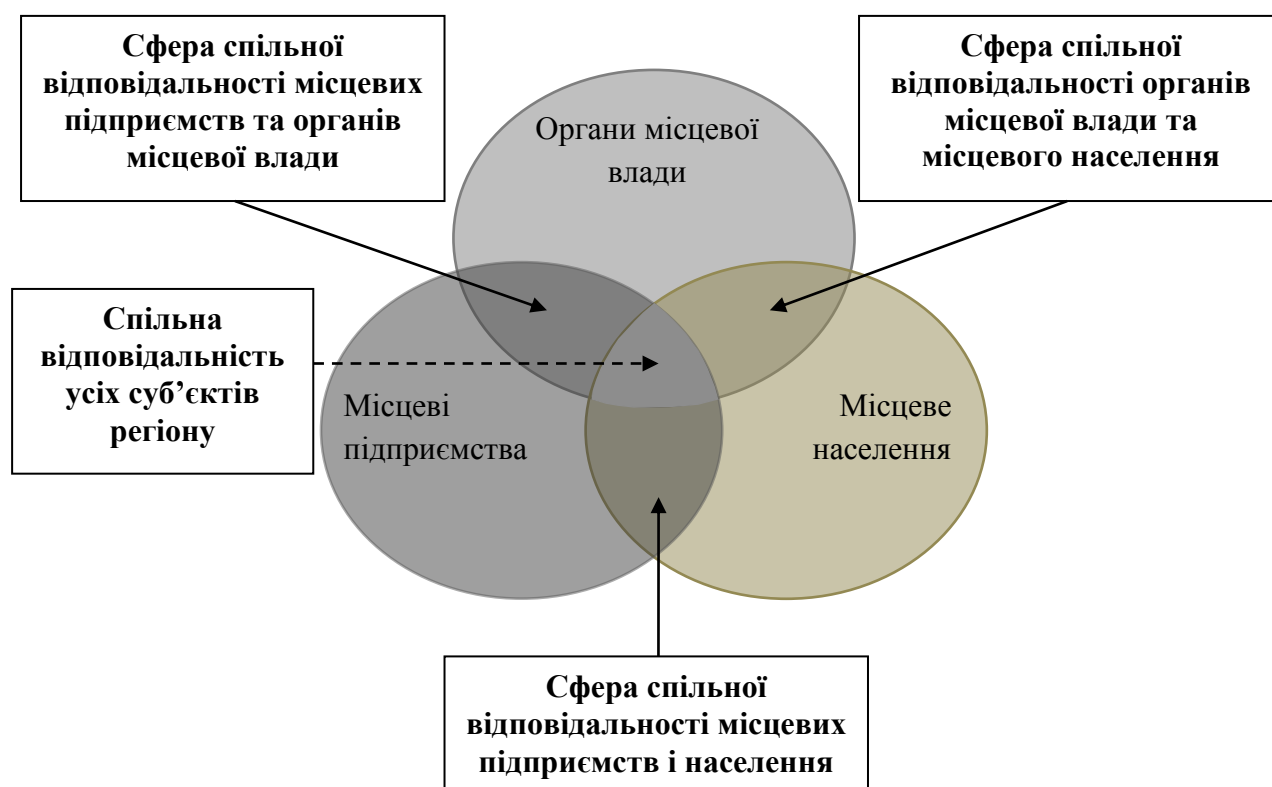 Сфера спільної
відповідальності місцевих
підприємств та органів
місцевої влади
Сфера спільної
відповідальності органів
місцевої влади та
місцевого населення
Органи місцевої
влади
Спільна
відповідальність
усіх суб’єктів
регіону
Місцеві
підприємства
Місцеве
населення
Сфера спільної
відповідальності місцевих
підприємств і населення